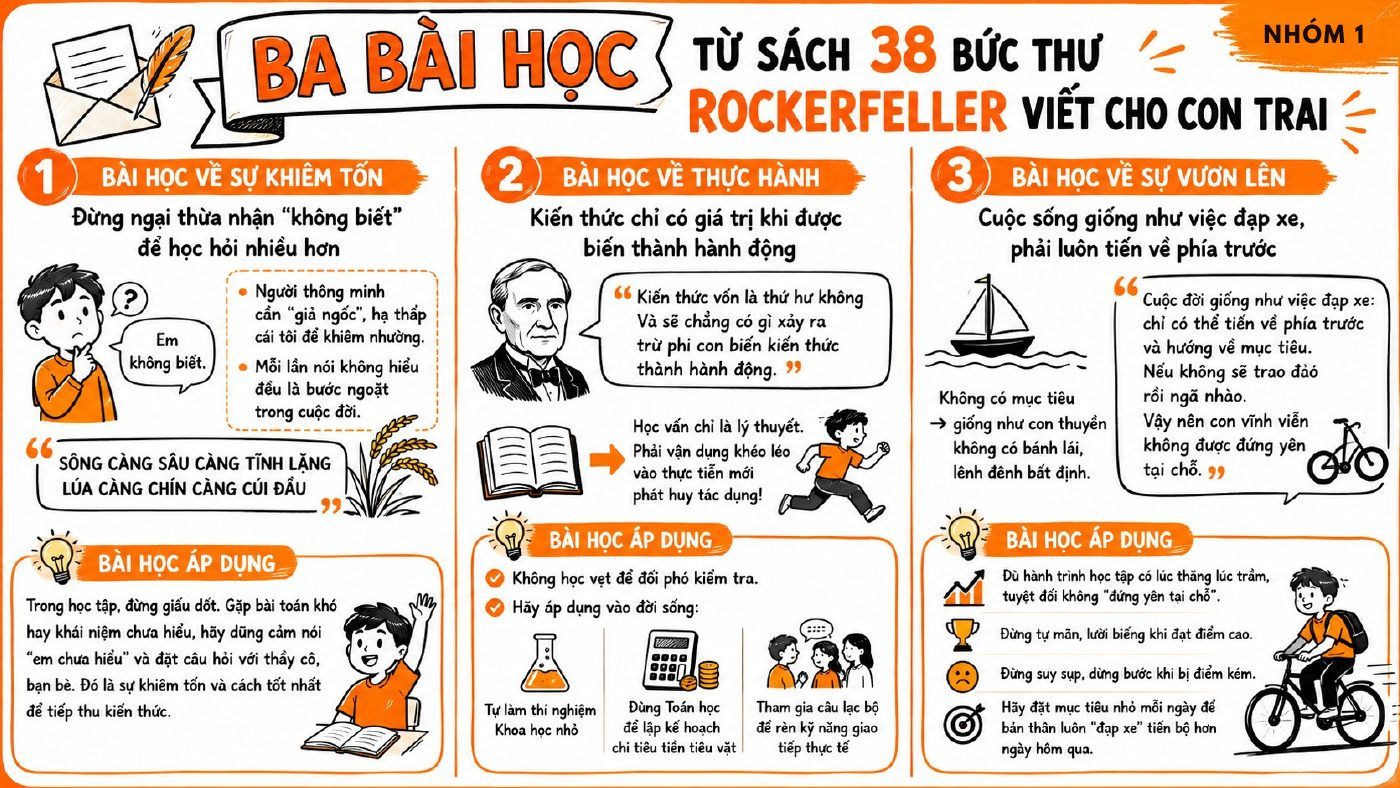 BA BÀI HỌC
TỪ SÁCH 38 BỨC THƯ
ROCKERFELLER VIẾT CHO CON TRAI
NHÓM 1
1 BÀI HỌC VỀ SỰ KHIÊM TỐN
Đừng ngại thừa nhận "không biết"
để học hỏi nhiều hơn
?
Em
không biết.
• Người thông minh
cần "giả ngốc", hạ thấp
cái tôi để khiêm nhường.
• Mỗi lần nói không hiểu
đều là bước ngoặt
trong cuộc đời.
“ SÔNG CÀNG SÂU CÀNG TĨNH LẶNG
LÚA CÀNG CHÍN CÀNG CÚI ĐẦU ”
BÀI HỌC ÁP DỤNG
Trong học tập, đừng giấu dốt. Gặp bài toán khó
hay khái niệm chưa hiểu, hãy dũng cảm nói
"em chưa hiểu" và đặt câu hỏi với thầy cô,
bạn bè. Đó là sự khiêm tốn và cách tốt nhất
để tiếp thu kiến thức.
2 BÀI HỌC VỀ THỰC HÀNH
Kiến thức chỉ có giá trị khi được
biến thành hành động
“ Kiến thức vốn là thứ hư không
Và sẽ chẳng có gì xảy ra
trừ phi con biến kiến thức
thành hành động. ”
Học vấn chỉ là lý thuyết.
Phải vận dụng khéo léo
vào thực tiễn mới
phát huy tác dụng!
BÀI HỌC ÁP DỤNG
Không học vẹt để đối phó kiểm tra.
Hãy áp dụng vào đời sống:
Tự làm thí nghiệm
Khoa học nhỏ
Dùng Toán học
để lập kế hoạch
chi tiêu tiền tiêu vặt
Tham gia câu lạc bộ
để rèn kỹ năng giao
tiếp thực tế
3 BÀI HỌC VỀ SỰ VƯƠN LÊN
Cuộc sống giống như việc đạp xe,
phải luôn tiến về phía trước
Không có mục tiêu
→ giống như con thuyền
không có bánh lái,
lênh đênh bất định.
“ Cuộc đời giống như việc đạp xe:
chỉ có thể tiến về phía trước
và hướng về mục tiêu.
Nếu không sẽ trao đảo
rồi ngã nhào.
Vậy nên con vĩnh viễn
không được đứng yên
tại chỗ. ”
BÀI HỌC ÁP DỤNG
Dù hành trình học tập có lúc thăng lúc trầm,
tuyệt đối không "đứng yên tại chỗ".
Đừng tự mãn, lười biếng khi đạt điểm cao.
Đừng suy sụp, dừng bước khi bị điểm kém.
Hãy đặt mục tiêu nhỏ mỗi ngày để
bản thân luôn "đạp xe" tiến bộ hơn
ngày hôm qua.